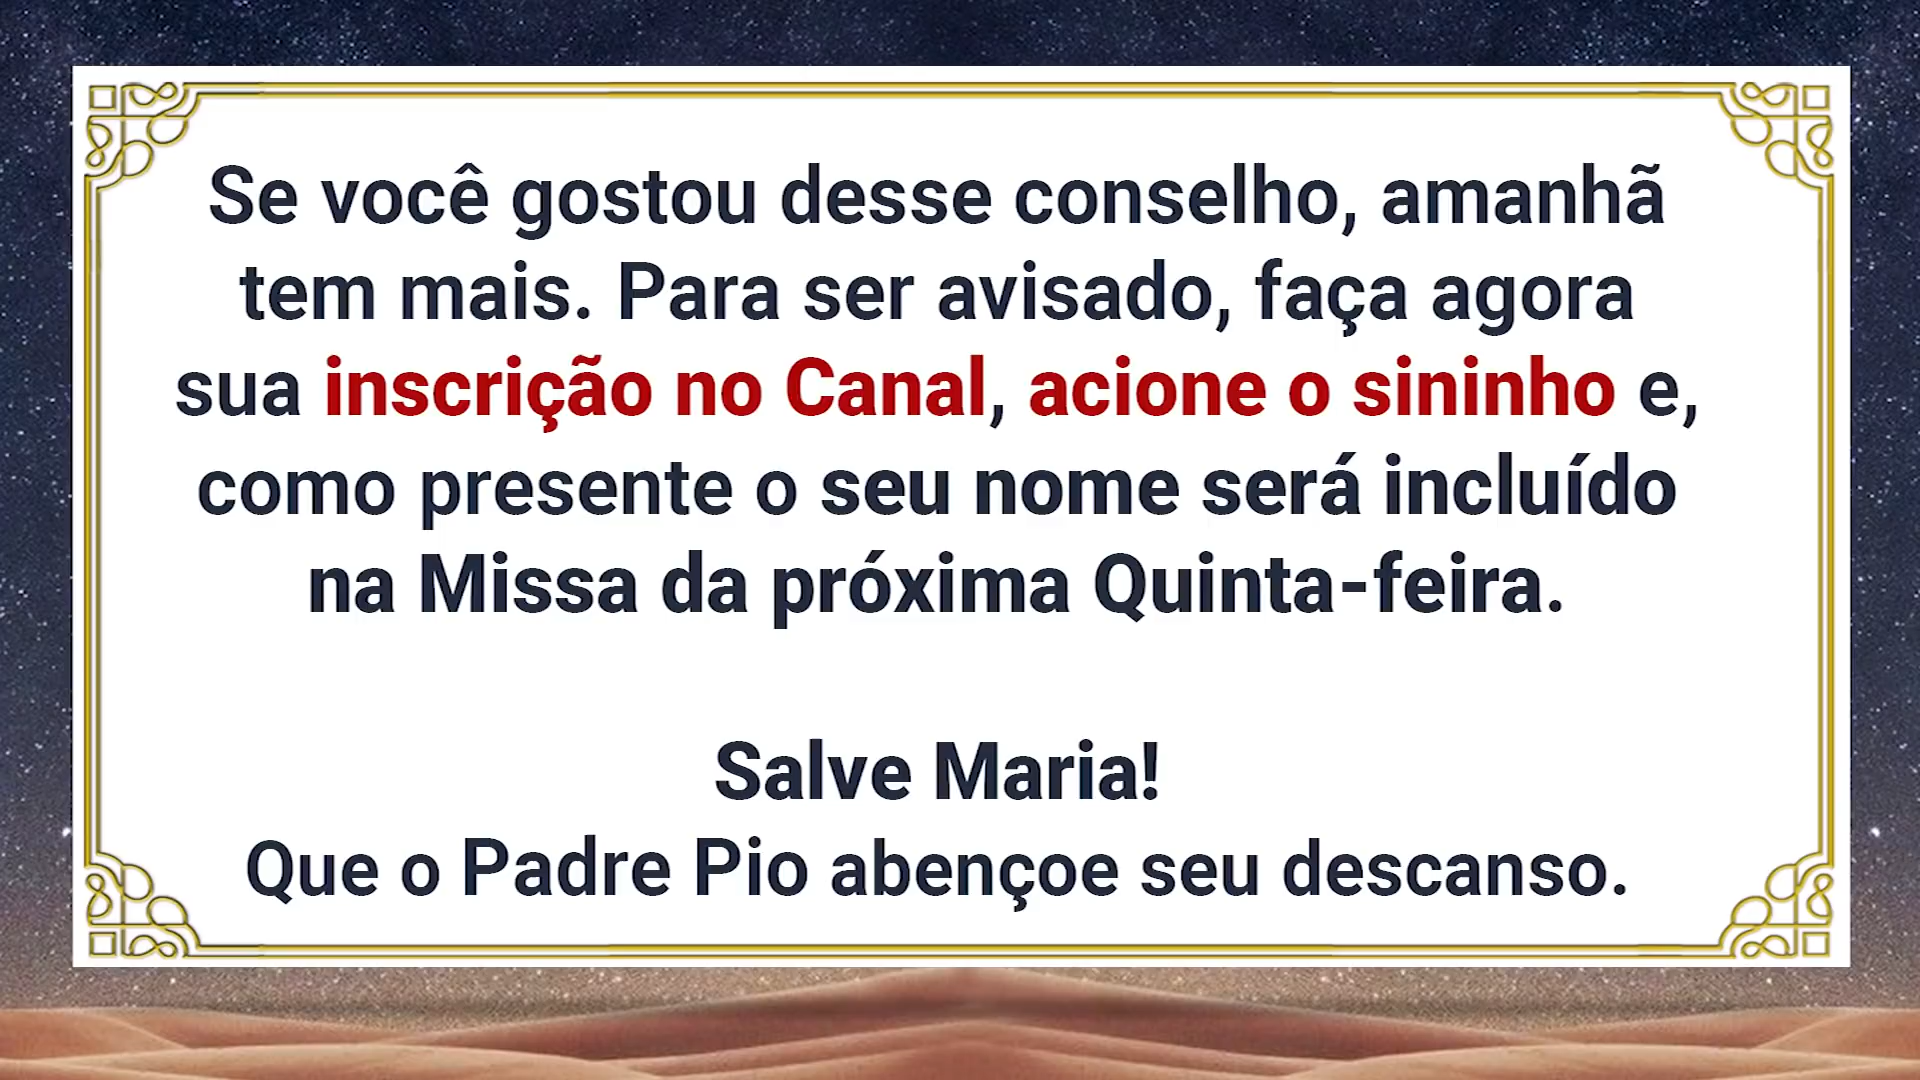 Se você gostou desse conselho, amanhã
tem mais. Para ser avisado, faça agora
sua inscrição no Canal, acione o sininho e,
como presente o seu nome será incluído
na Missa da próxima Quinta-feira.
Salve Maria!
Que o Padre Pio abençoe seu descanso.